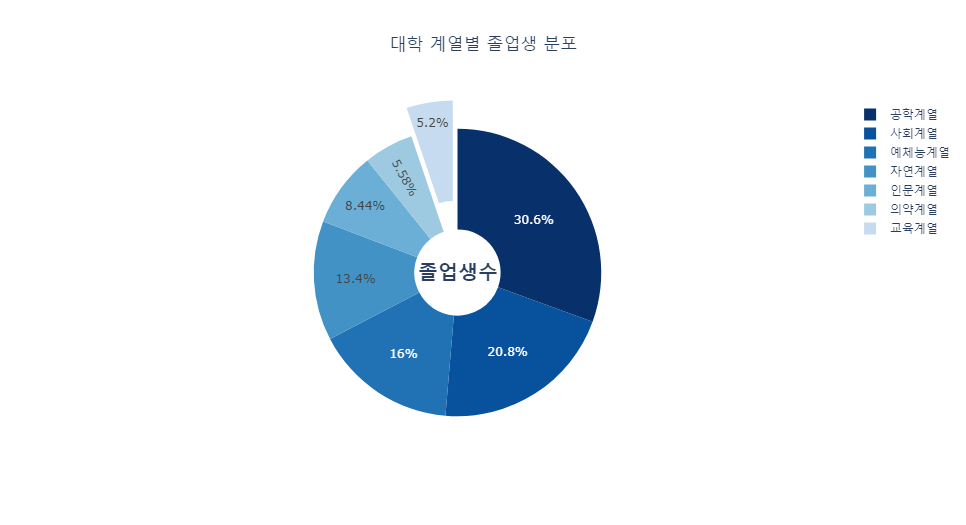 대학 계열별 졸업생 분포
5.2%
5.58%
8.44%
13.4%
16%
20.8%
30.6%
졸업생수
공학계열
사회계열
예체능계열
자연계열
인문계열
의약계열
교육계열